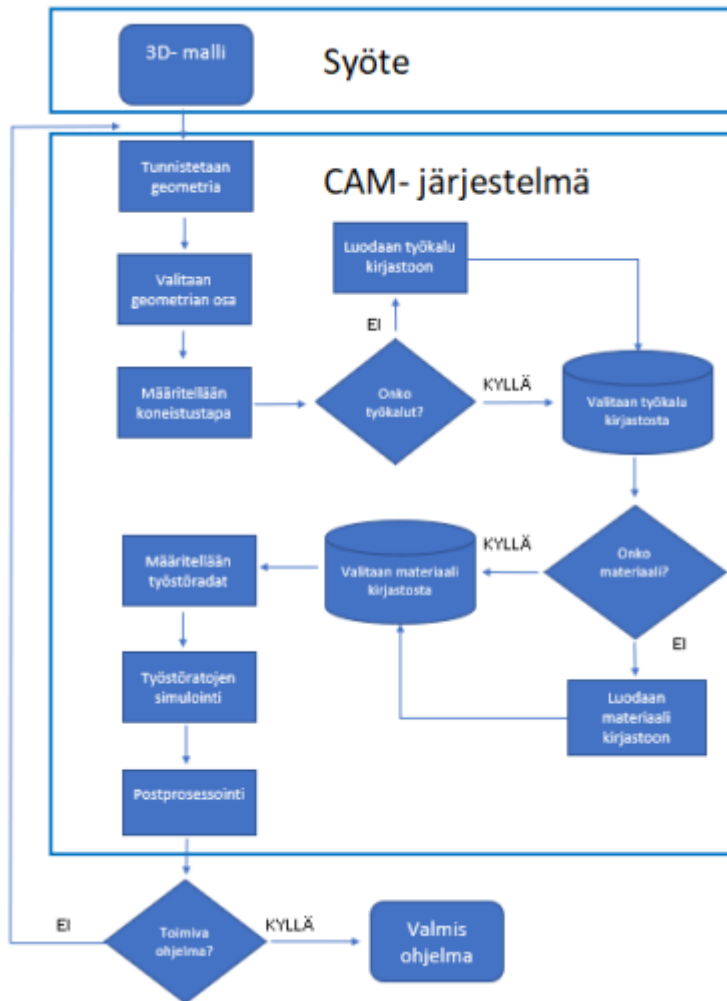 3D- malli
Syöte
Tunnistetaan
geometria
CAM- järjestelmä
Valitaan
geometrian osa
Luodaan työkalu
kirjastoon
EI
Määritellään
koneistustapa
Onko
työkalut?
KYLLÄ
Valitaan työkalu
kirjastosta
Onko
materiaali?
KYLLÄ
Valitaan materiaali
kirjastosta
EI
Luodaan
materiaali
kirjastoon
Määritellään
työstöradat
Työstöratojen
simulointi
Postprosessointi
Toimiva
ohjelma?
EI
KYLLÄ
Valmis
ohjelma